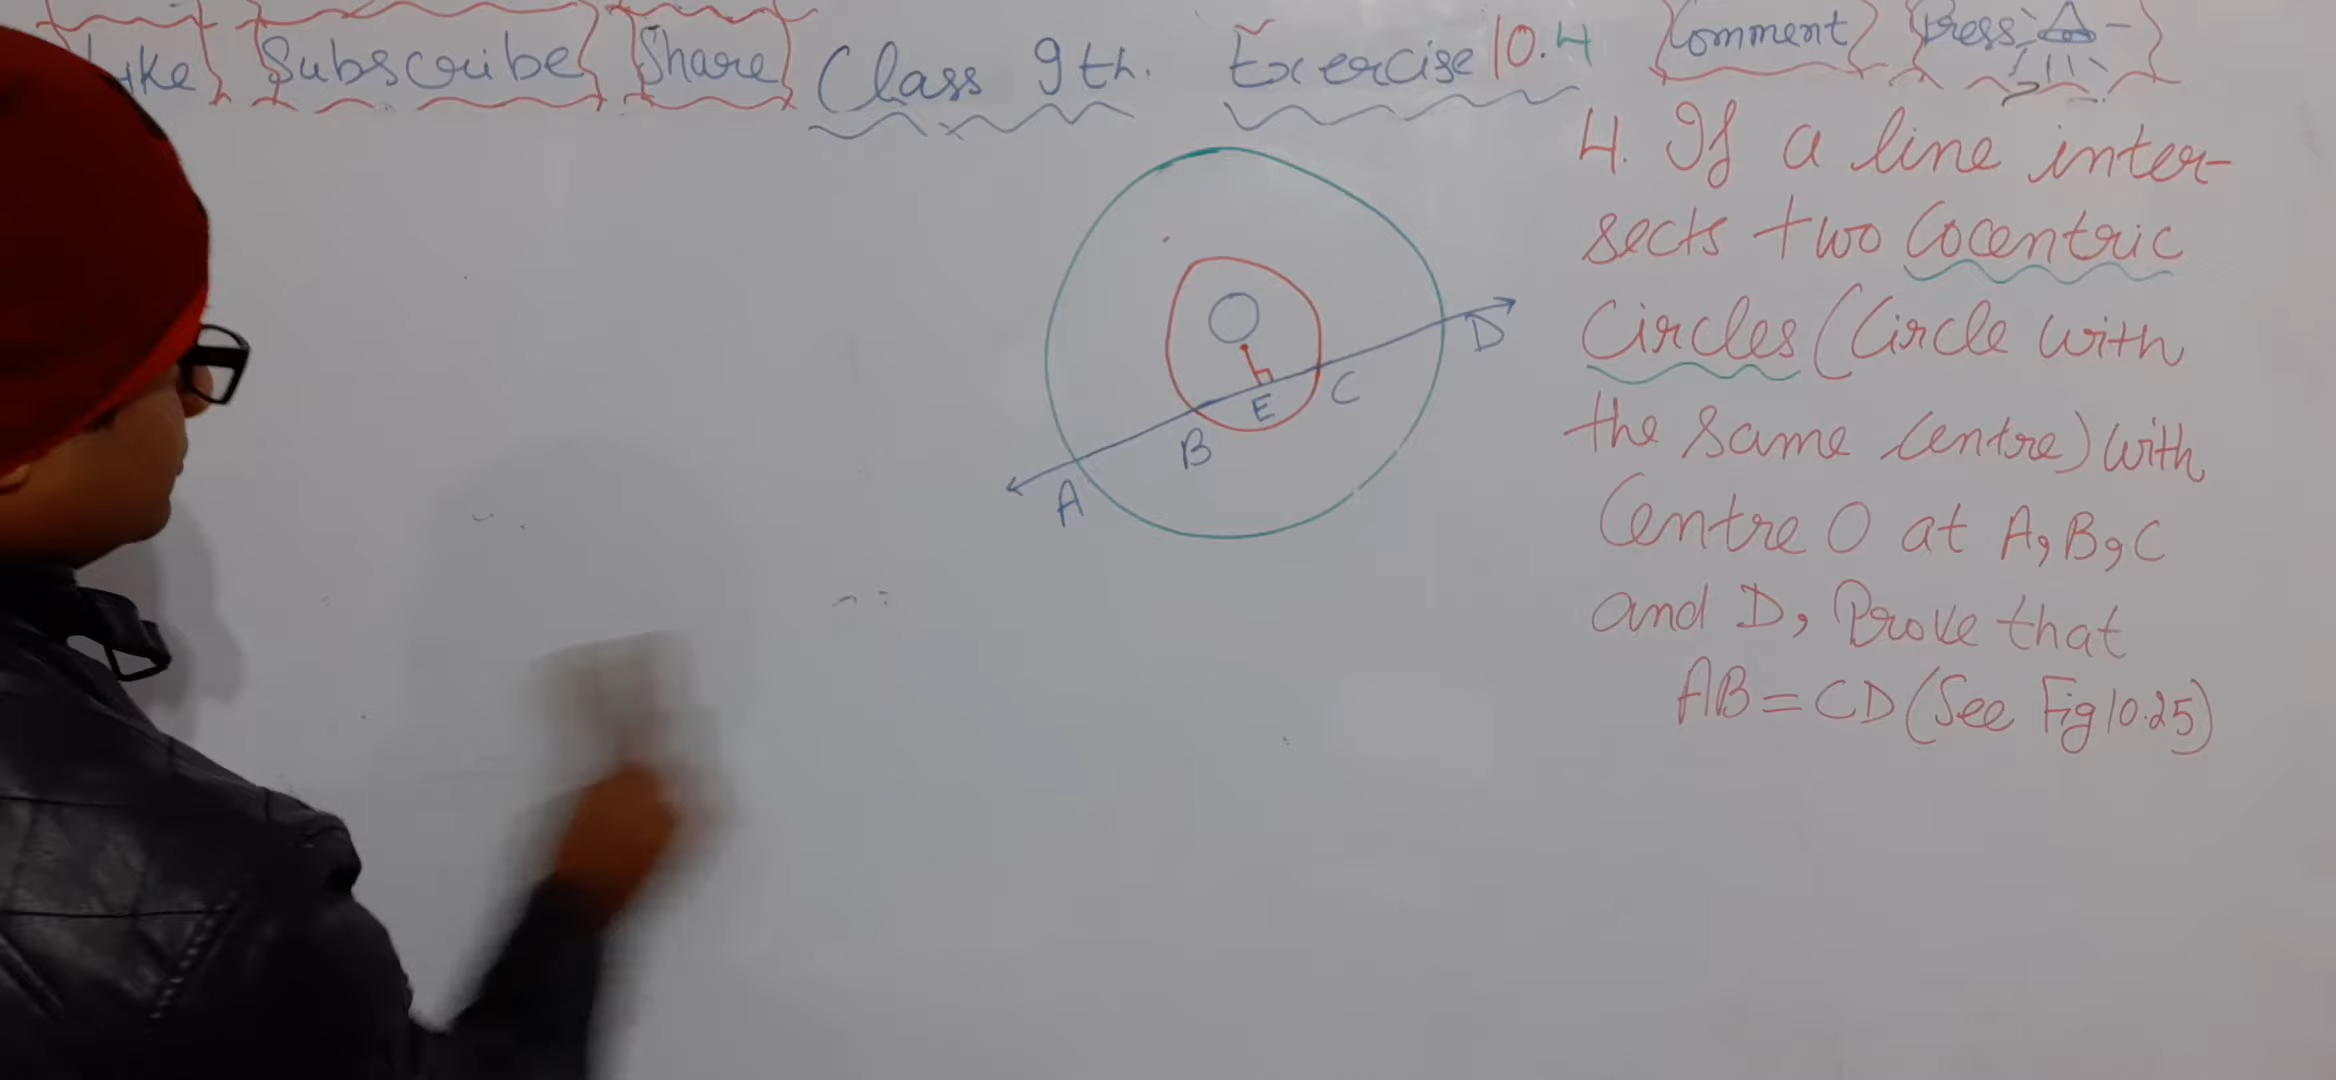 Like Subscribe Share Class 9th. Exercise 10.4 Comment Press
4. If a line inter-
sects two Cocentric
Circles (Circle with
the same Centre) with
Centre O at A, B, C
and D, Prove that
AB = CD (See Fig 10.25)
O
D
C
E
B
A